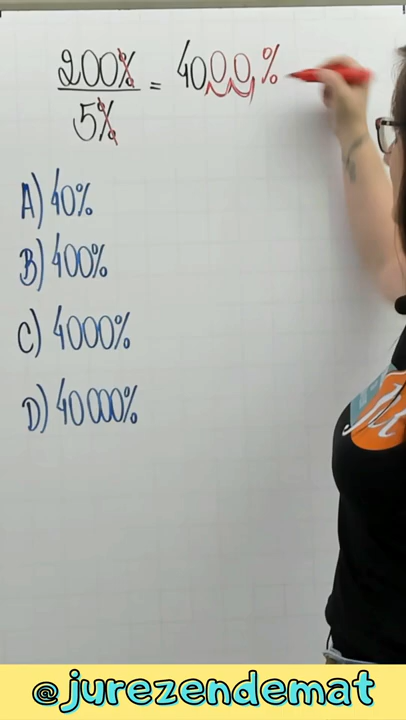 200%
/ 5% = 4000,%
A) 40%
B) 400%
C) 4000%
D) 40000%
@jurezendemat